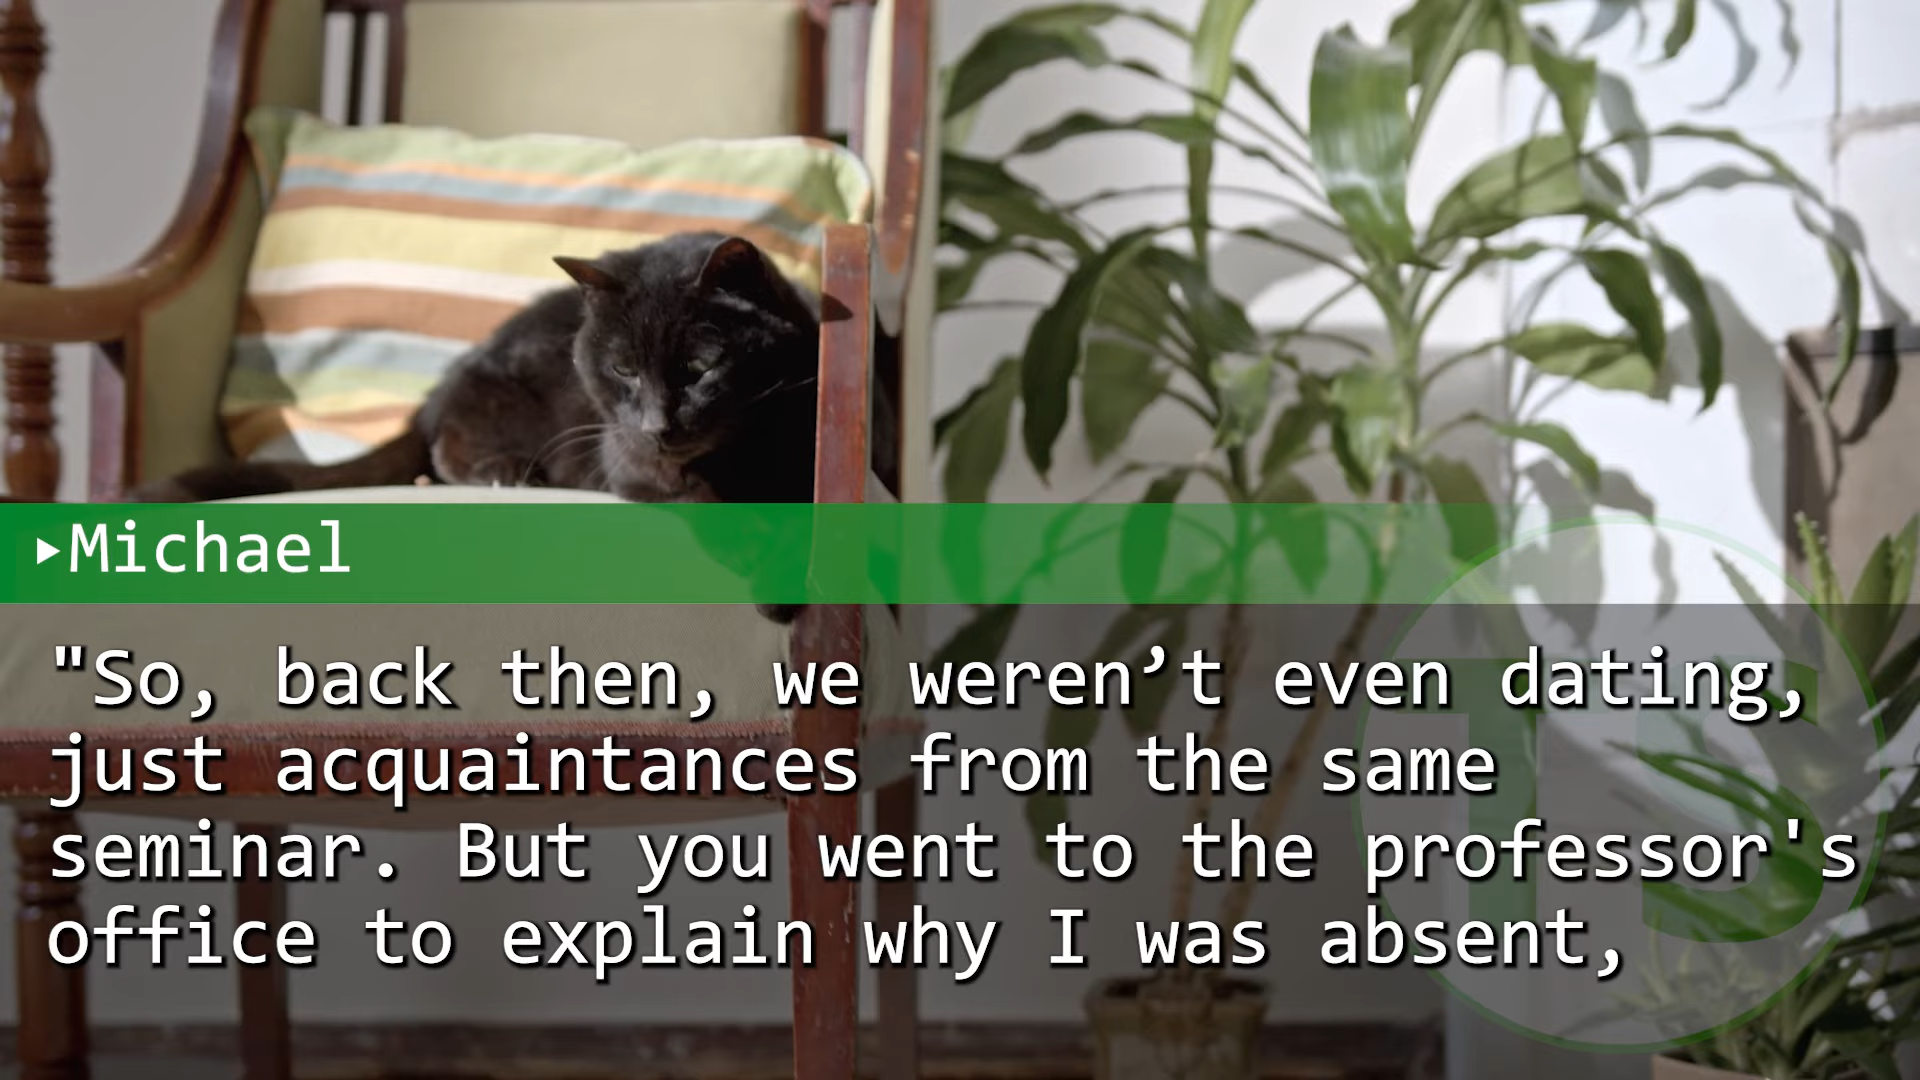 ▶Michael
"So, back then, we weren’t even dating,
just acquaintances from the same
seminar. But you went to the professor's
office to explain why I was absent,
TS